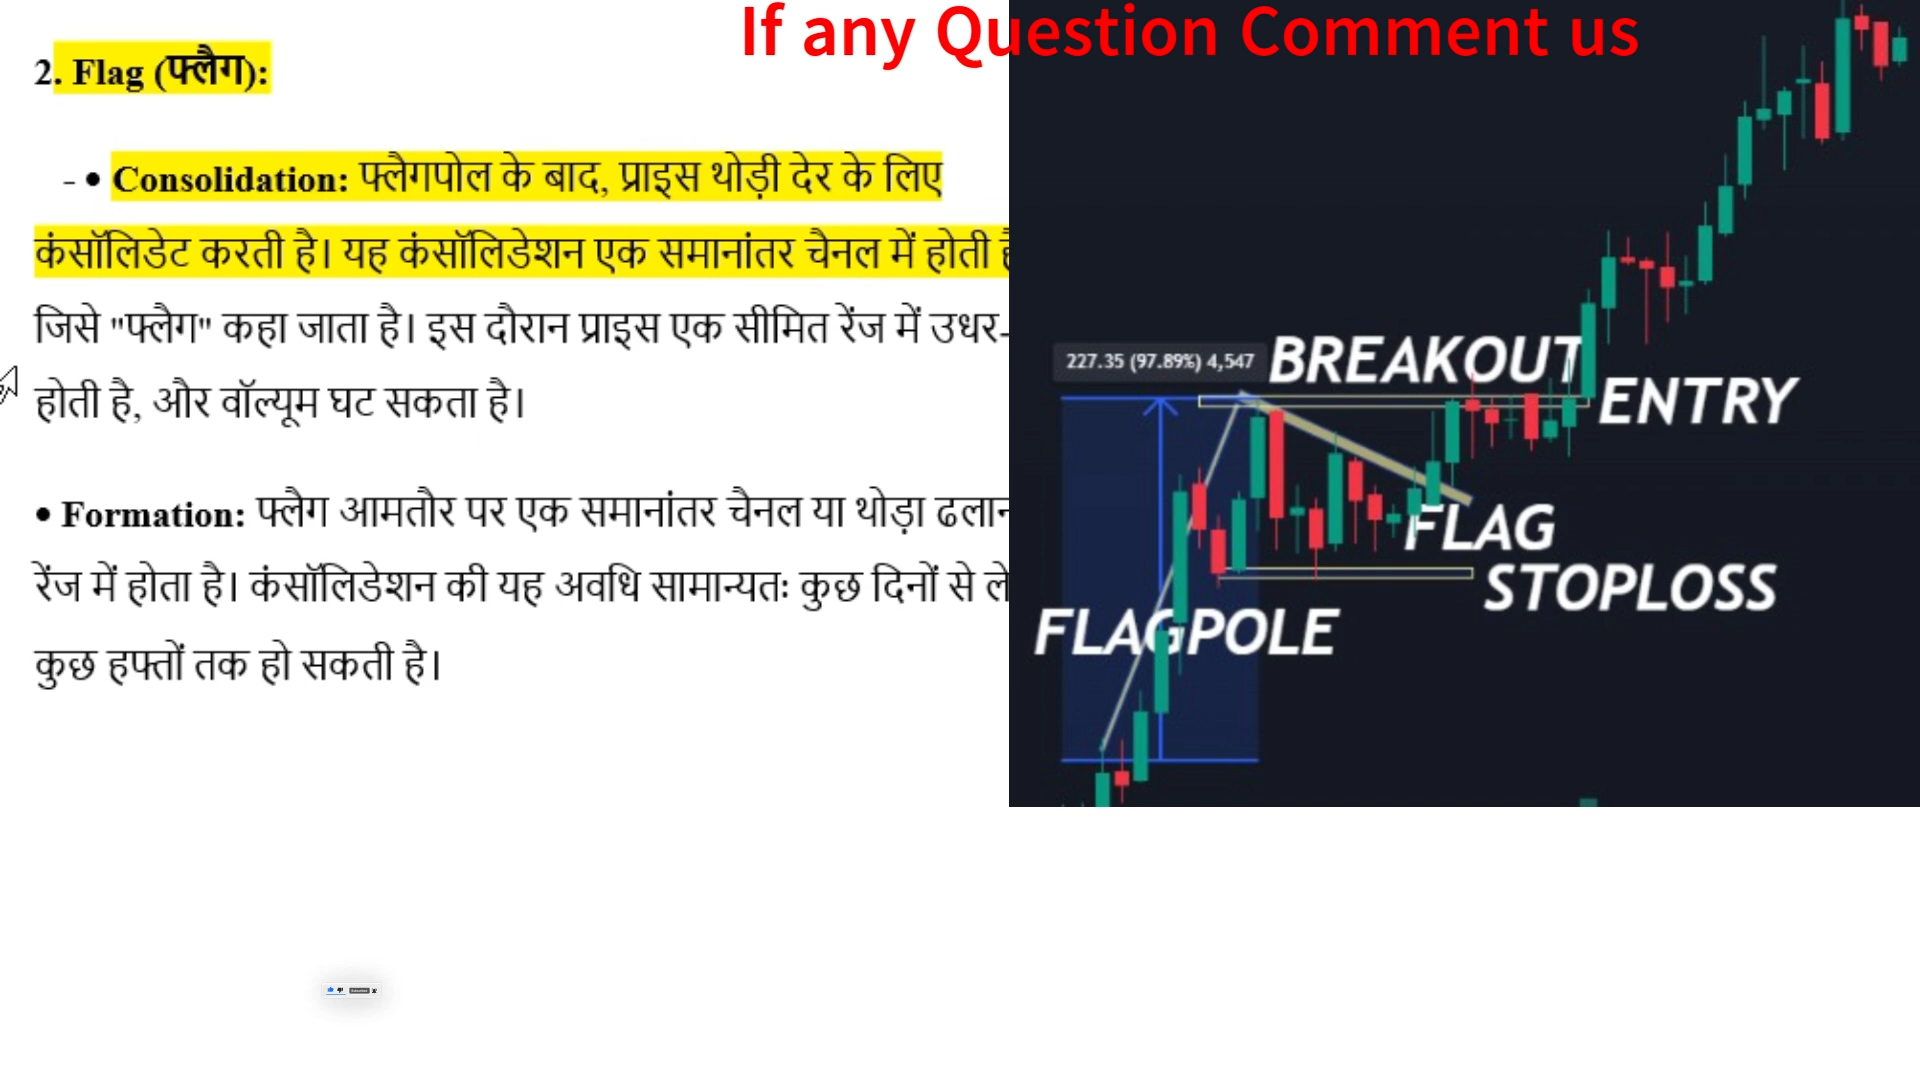 If any Question Comment us
2. Flag (फ्लैग):
- • Consolidation: फ्लैगपोल के बाद, प्राइस थोड़ी देर के लिए
कंसॉलिडेट करती है। यह कंसॉलिडेशन एक समानांतर चैनल में होती
जिसे "फ्लैग" कहा जाता है। इस दौरान प्राइस एक सीमित रेंज में उधर-
होती है, और वॉल्यूम घट सकता है।
• Formation: फ्लैग आमतौर पर एक समानांतर चैनल या थोड़ा
रेंज में होता है। कंसॉलिडेशन की यह अवधि सामान्यतः कुछ दिनों से
कुछ हफ्तों तक हो सकती है।
227.35 (97.89%) 4,547
BREAKOUT
ENTRY
FLAG
STOPLOSS
FLAGPOLE